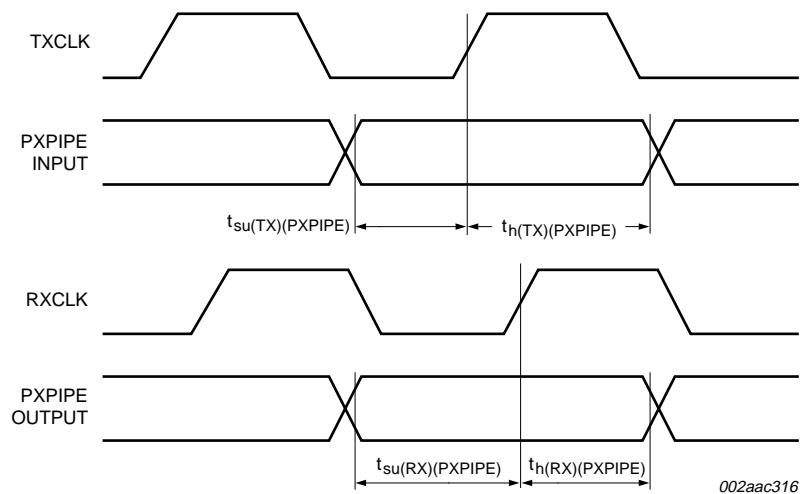 TXCLK
PXPIPE
INPUT
tsu(TX)(PXPIPE)
th(TX)(PXPIPE)
RXCLK
PXPIPE
OUTPUT
tsu(RX)(PXPIPE)
th(RX)(PXPIPE)
002aac316